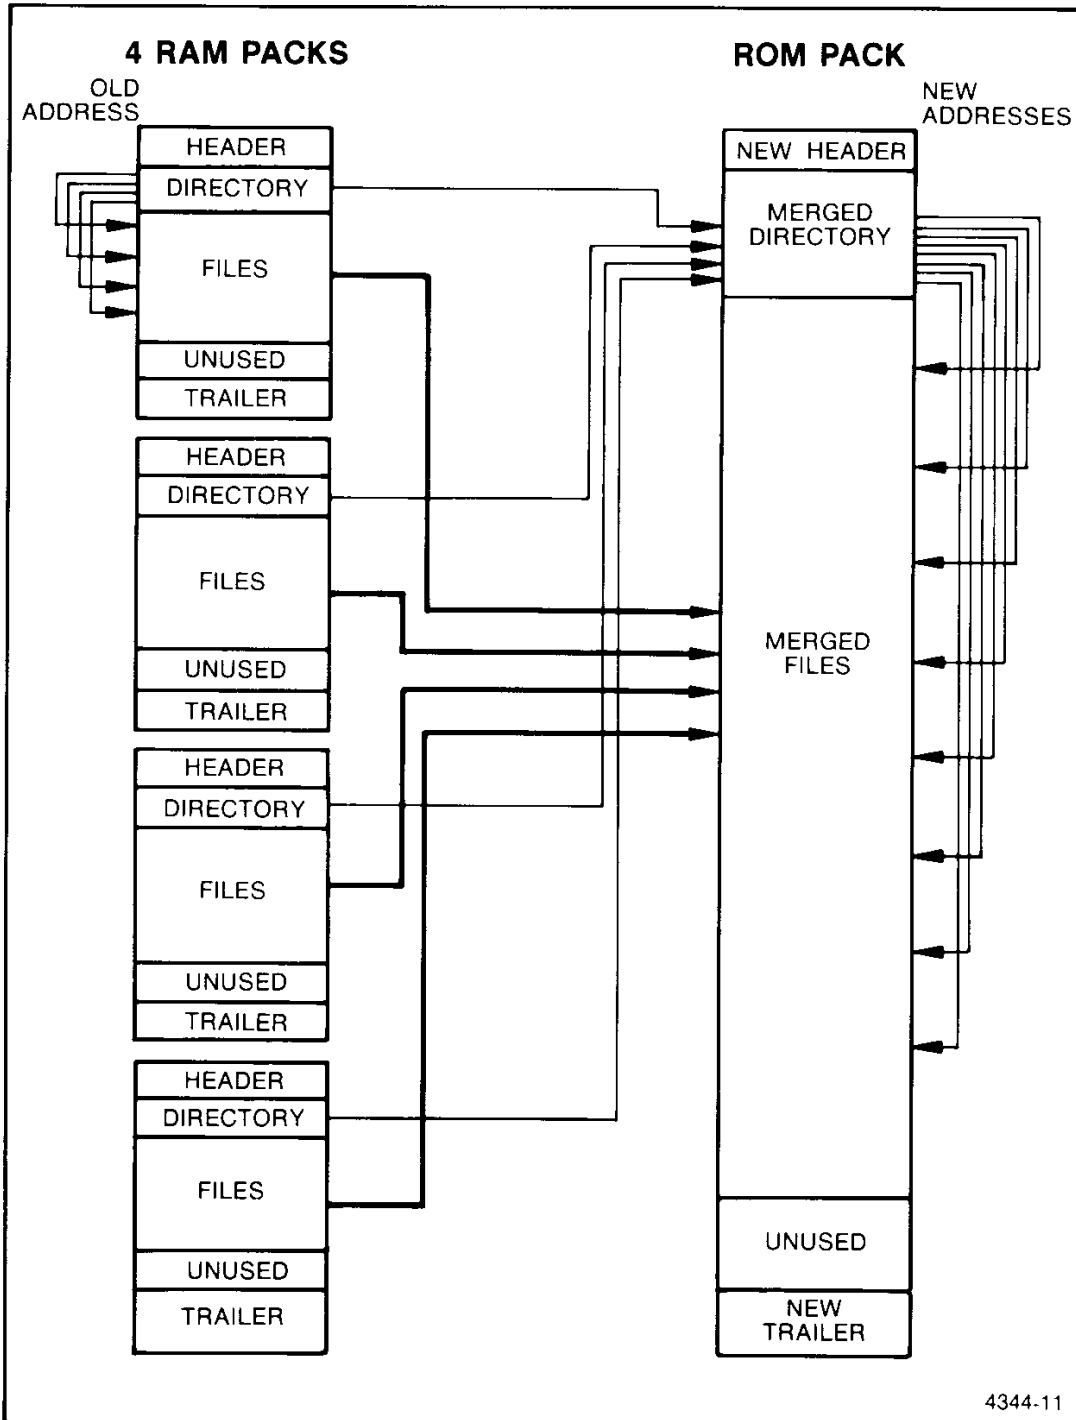 4 RAM PACKS
OLD
ADDRESS
HEADER
DIRECTORY
FILES
UNUSED
TRAILER
HEADER
DIRECTORY
FILES
UNUSED
TRAILER
HEADER
DIRECTORY
FILES
UNUSED
TRAILER
HEADER
DIRECTORY
FILES
UNUSED
TRAILER
ROM PACK
NEW
ADDRESSES
NEW HEADER
MERGED
DIRECTORY
MERGED
FILES
UNUSED
NEW
TRAILER
4344-11